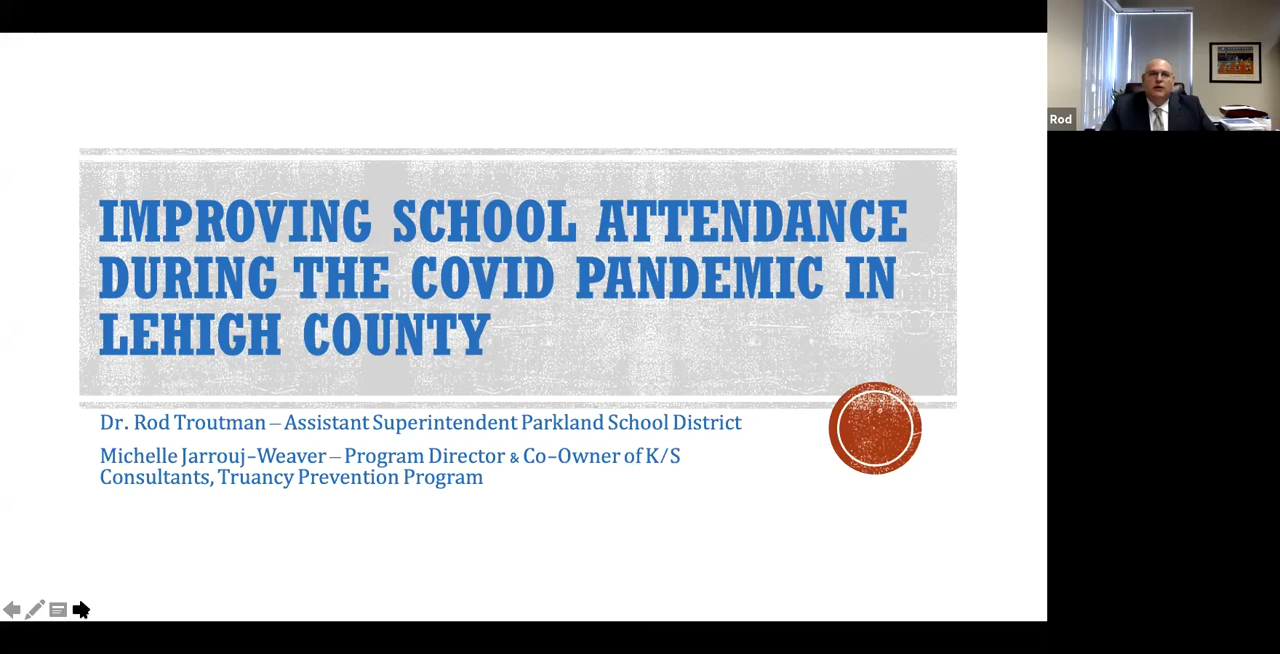 IMPROVING SCHOOL ATTENDANCE
DURING THE COVID PANDEMIC IN
LEHIGH COUNTY
Dr. Rod Troutman – Assistant Superintendent Parkland School District
Michelle Jarrouj-Weaver – Program Director & Co-Owner of K/S
Consultants, Truancy Prevention Program
Rod